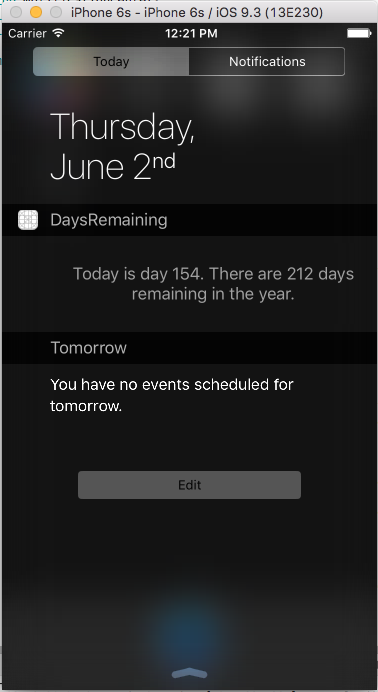 iPhone 6s - iPhone 6s / iOS 9.3 (13E230)
Carrier 12:21 PM
Today Notifications
Thursday,
June 2nd
DaysRemaining
Today is day 154. There are 212 days
remaining in the year.
Tomorrow
You have no events scheduled for
tomorrow.
Edit